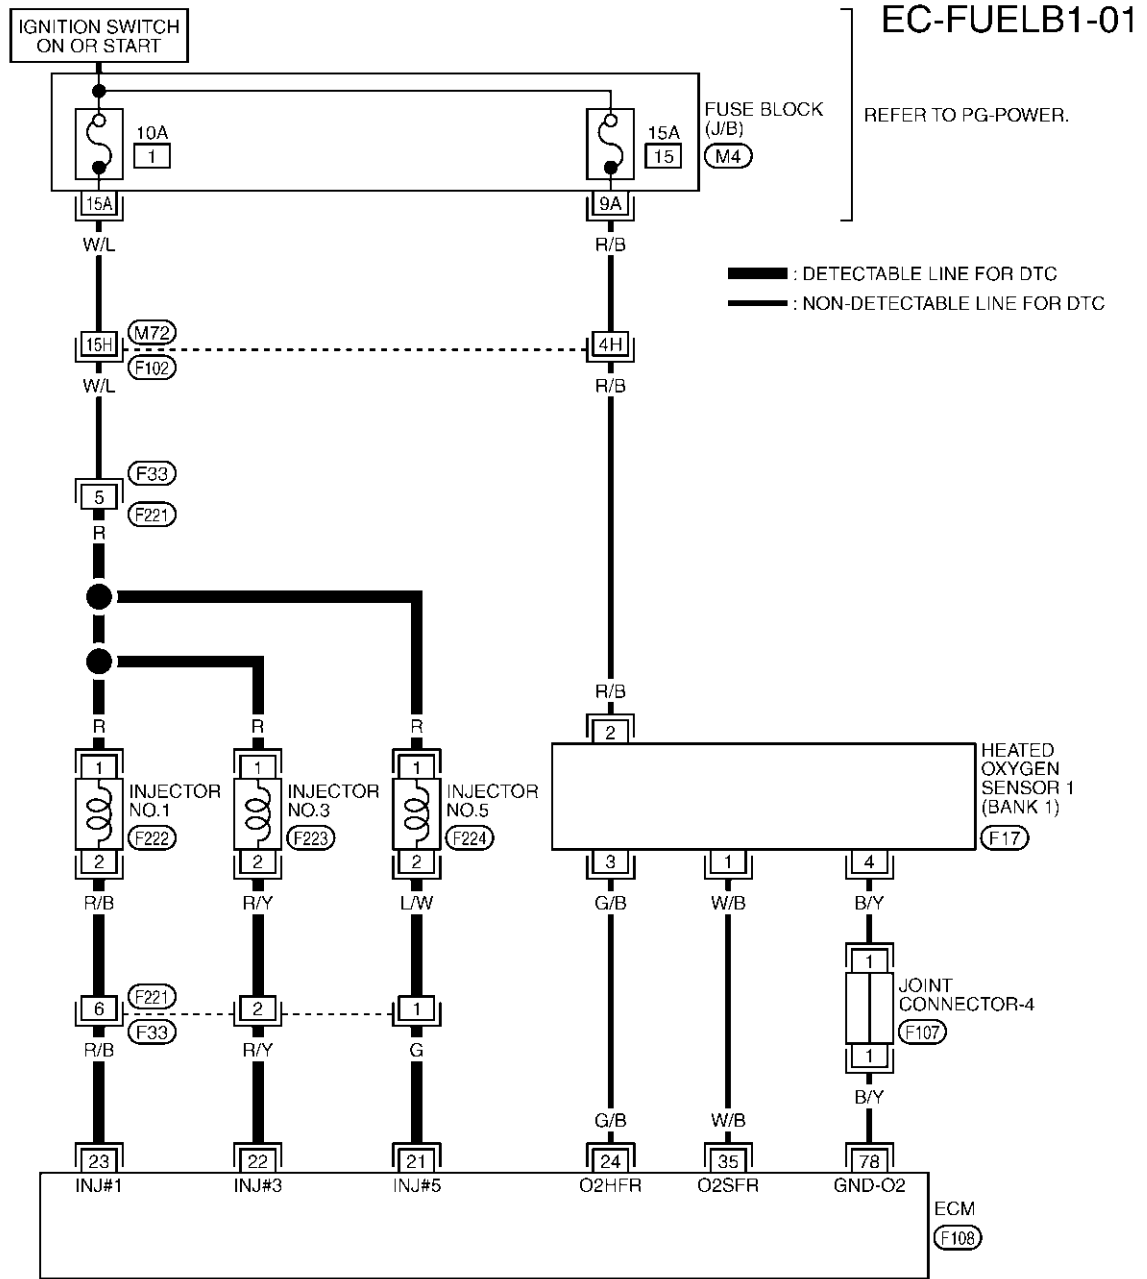 EC-FUELB1-01
IGNITION SWITCH
ON OR START
FUSE BLOCK
(J/B)
M4
REFER TO PG-POWER.
10A
1
15A
15
15A
9A
W/L
R/B
: DETECTABLE LINE FOR DTC
: NON-DETECTABLE LINE FOR DTC
15H
M72
F102
4H
W/L
R/B
F33
5
F221
R
R/B
R
R
R
2
1
1
1
HEATED
OXYGEN
SENSOR 1
(BANK 1)
F17
INJECTOR
NO.1
F222
INJECTOR
NO.3
F223
INJECTOR
NO.5
F224
2
2
2
3
1
4
R/B
R/Y
L/W
G/B
W/B
B/Y
1
JOINT
CONNECTOR-4
F107
1
6
F221
F33
2
1
R/B
R/Y
G
B/Y
G/B
W/B
23
22
21
24
35
78
INJ#1
INJ#3
INJ#5
O2HFR
O2SFR
GND-O2
ECM
F108